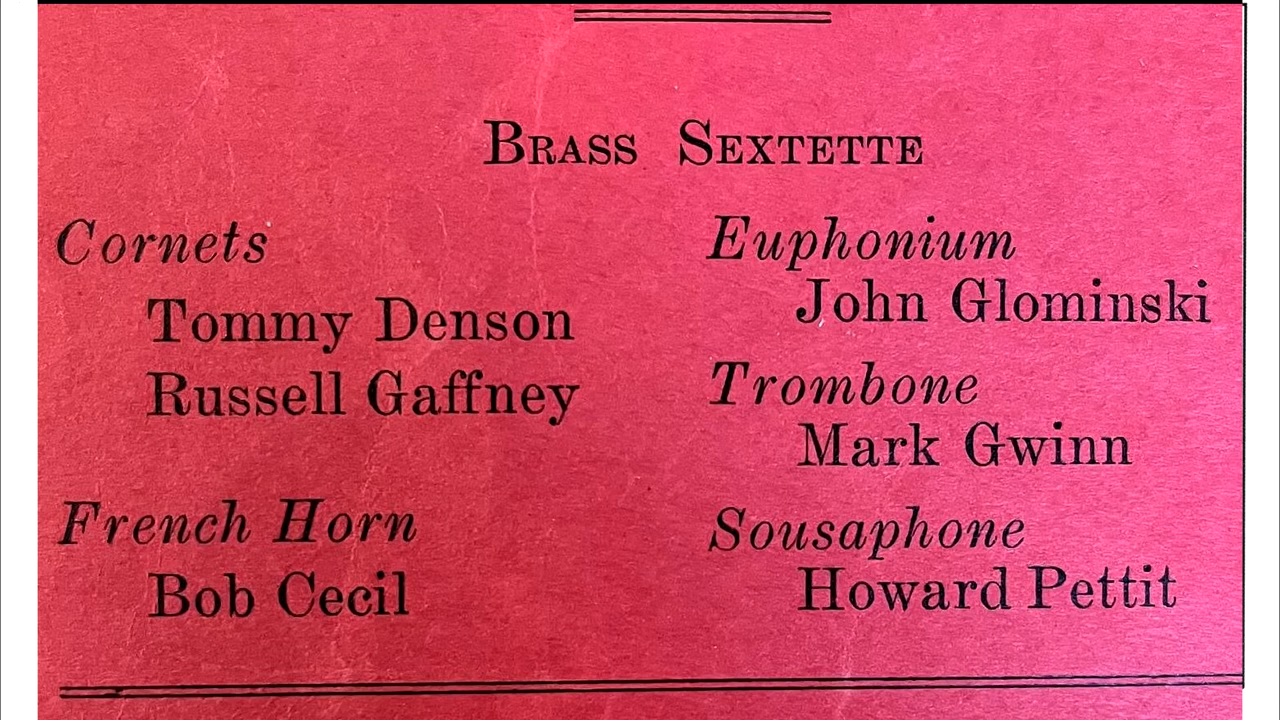 BRASS SEXTETTE
Cornets
Tommy Denson
Russell Gaffney
French Horn
Bob Cecil
Euphonium
John Glominski
Trombone
Mark Gwinn
Sousaphone
Howard Pettit